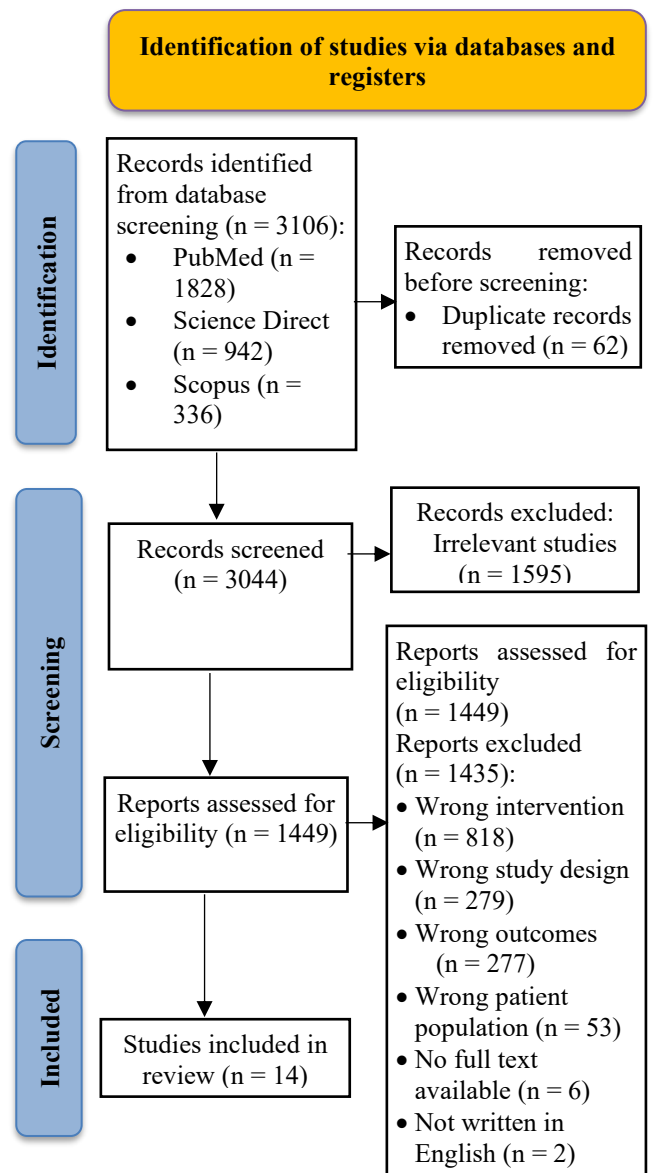 Identification of studies via databases and
registers
Identification
Records identified
from database
screening (n = 3106):
• PubMed (n =
1828)
• Science Direct
(n = 942)
• Scopus (n =
336)
Records removed
before screening:
• Duplicate records
removed (n = 62)
Screening
Records screened
(n = 3044)
Records excluded:
Irrelevant studies
(n = 1595)
Reports assessed for
eligibility (n = 1449)
Reports assessed for
eligibility
(n = 1449)
Reports excluded
(n = 1435):
• Wrong intervention
(n = 818)
• Wrong study design
(n = 279)
• Wrong outcomes
(n = 277)
• Wrong patient
population (n = 53)
• No full text
available (n = 6)
• Not written in
English (n = 2)
Included
Studies included in
review (n = 14)